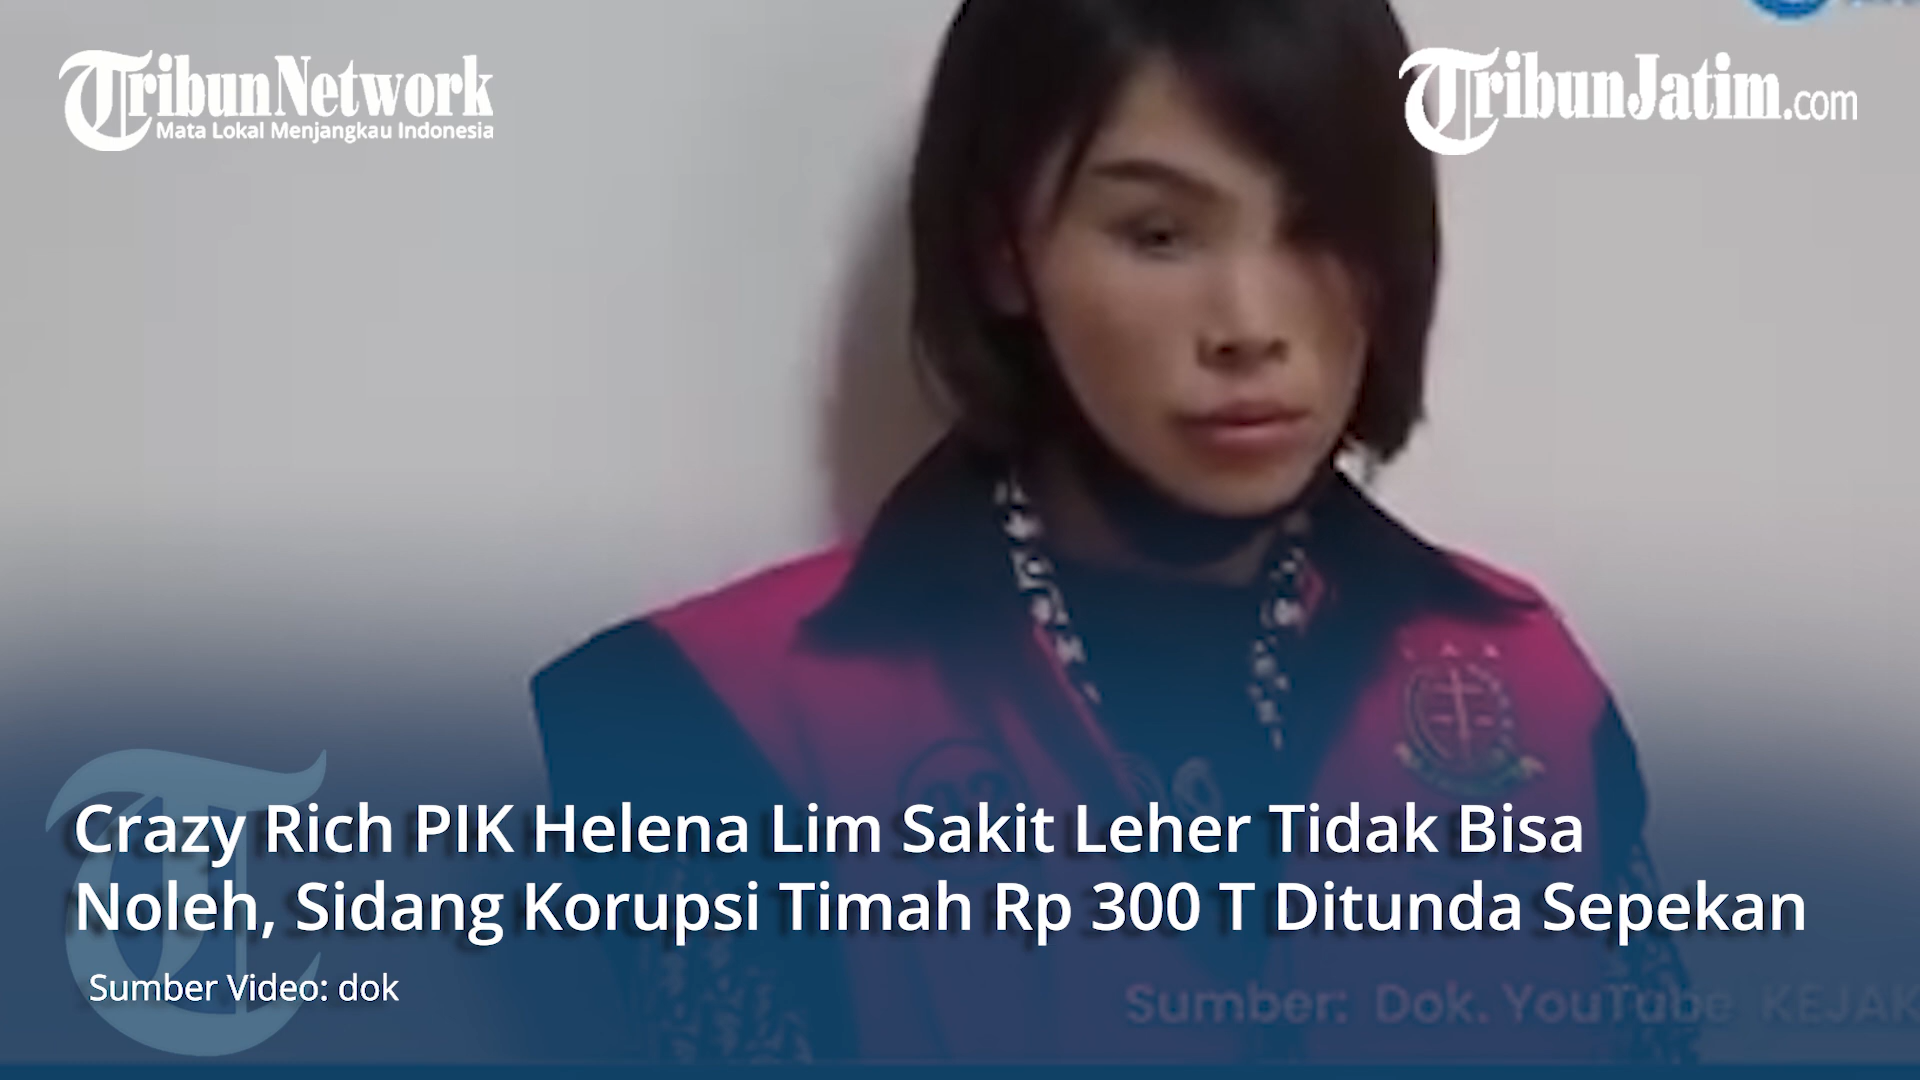 TribunNetwork
Mata Lokal Menjangkau Indonesia
TribunJatim.com
Crazy Rich PIK Helena Lim Sakit Leher Tidak Bisa
Noleh, Sidang Korupsi Timah Rp 300 T Ditunda Sepekan
Sumber Video: dok
Sumber: Dok. YouTube KEJAK